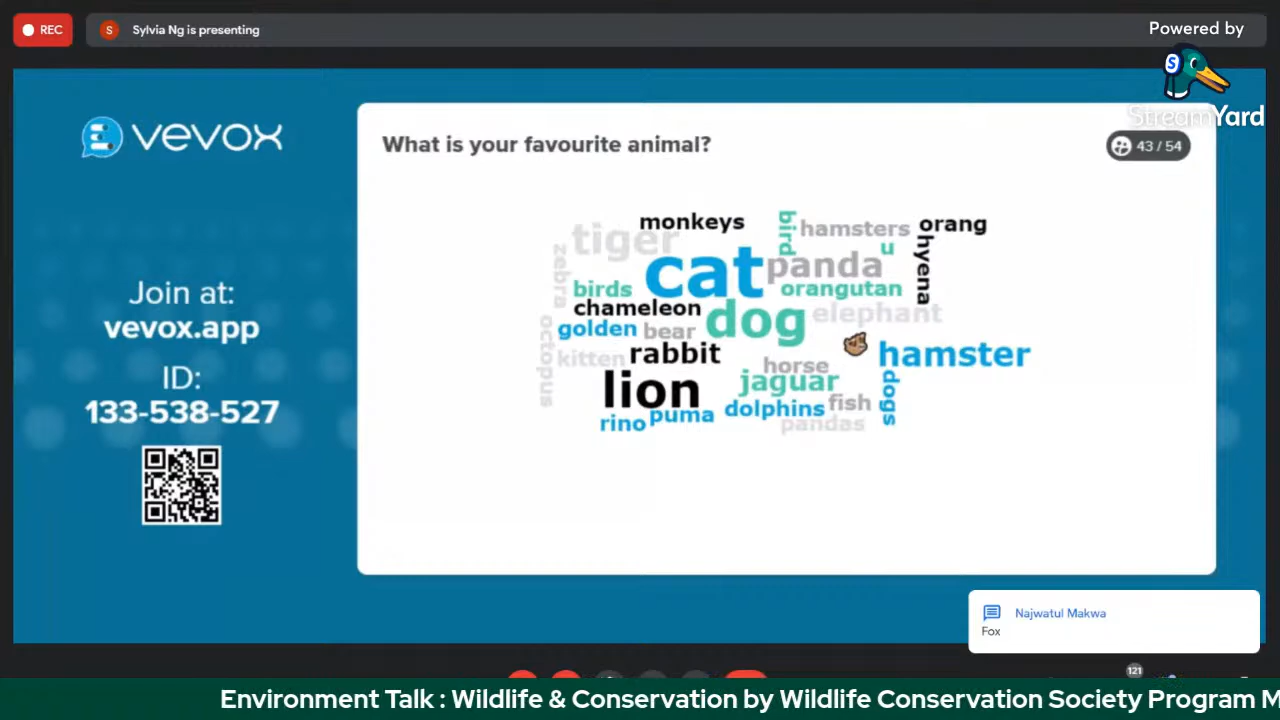 REC
S
Sylvia Ng is presenting
Powered by
StreamYard
vevox
What is your favourite animal?
43 / 54
Join at:
vevox.app
ID:
133-538-527
monkeys
bird
hamsters
orang
tiger
u
hyena
zebra
cat
panda
birds
orangutan
chameleon
dog
elephant
golden
bear
octopus
kitten
rabbit
hamster
horse
lion
jaguar
dogs
rino
puma
dolphins
fish
pandas
Najwatul Makwa
Fox
121
Environment Talk : Wildlife & Conservation by Wildlife Conservation Society Program M